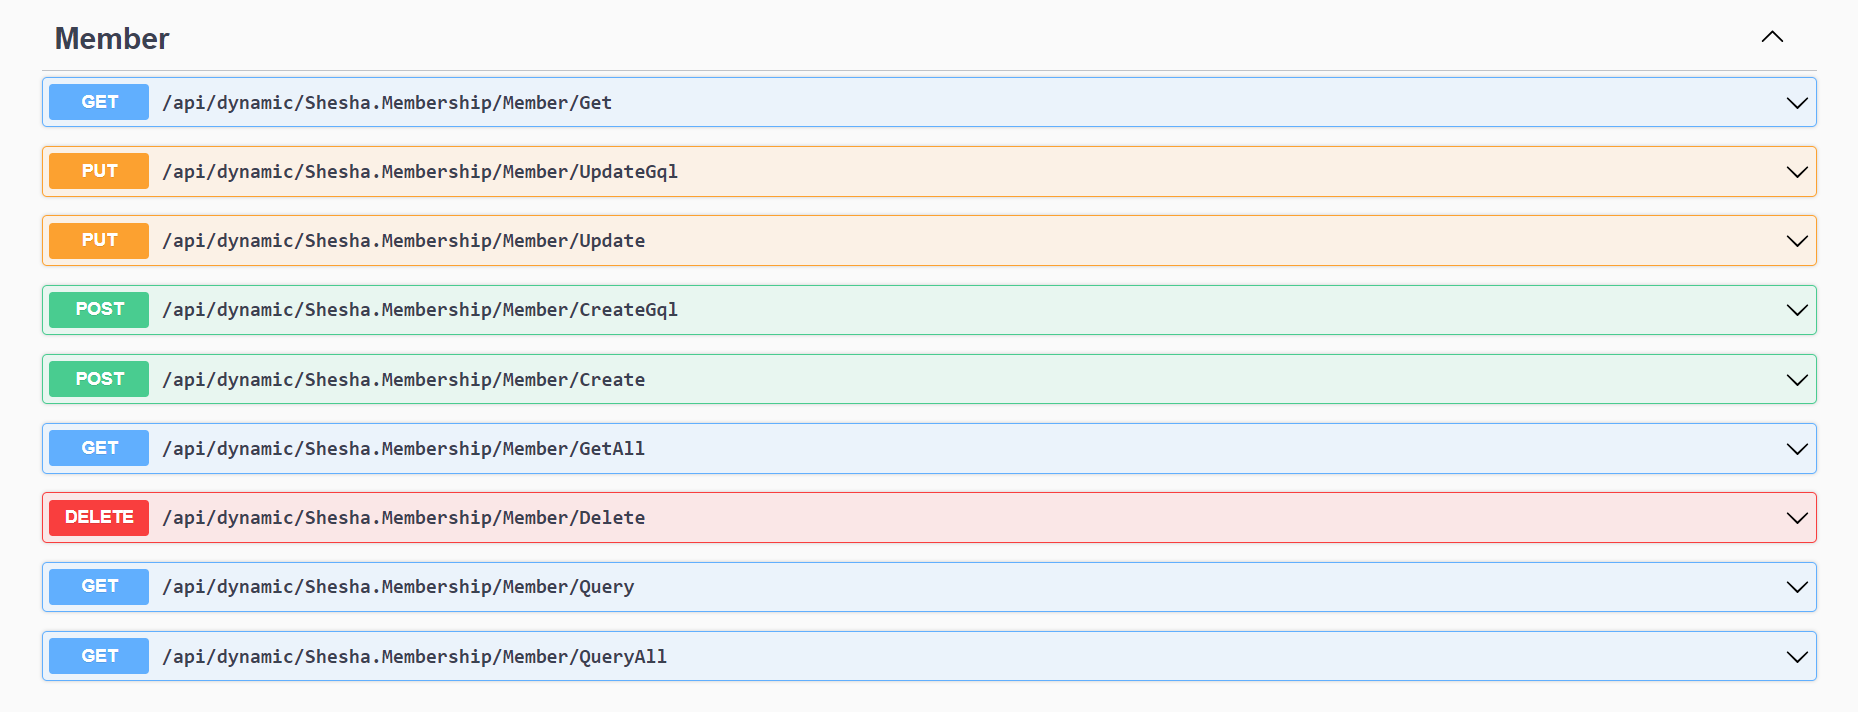 Member
GET /api/dynamic/Shesha.Membership/Member/Get
PUT /api/dynamic/Shesha.Membership/Member/UpdateGql
PUT /api/dynamic/Shesha.Membership/Member/Update
POST /api/dynamic/Shesha.Membership/Member/CreateGql
POST /api/dynamic/Shesha.Membership/Member/Create
GET /api/dynamic/Shesha.Membership/Member/GetAll
DELETE /api/dynamic/Shesha.Membership/Member/Delete
GET /api/dynamic/Shesha.Membership/Member/Query
GET /api/dynamic/Shesha.Membership/Member/QueryAll